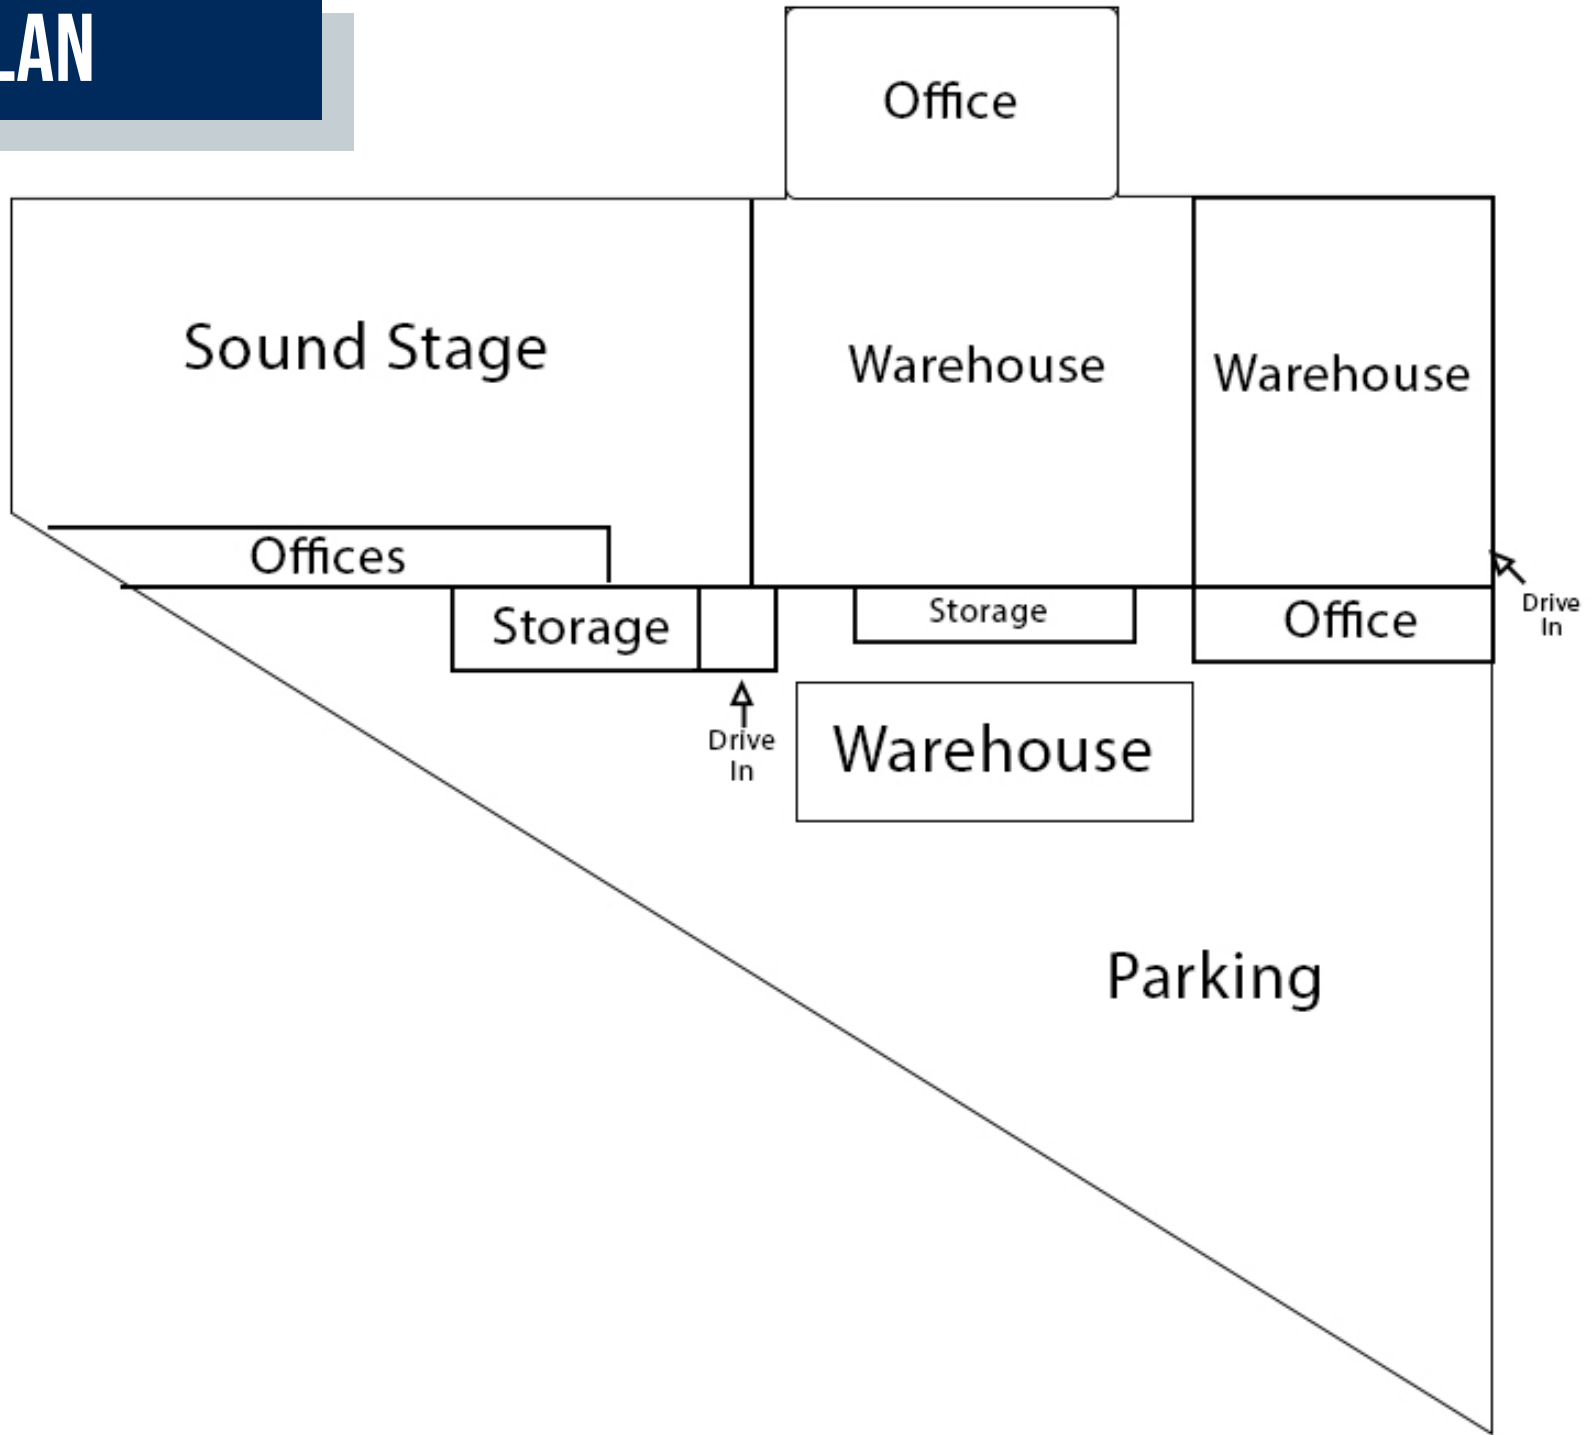 LAN
Office
Sound Stage
Warehouse
Warehouse
Offices
Storage
Storage
Office
Drive
In
Drive
In
Warehouse
Parking